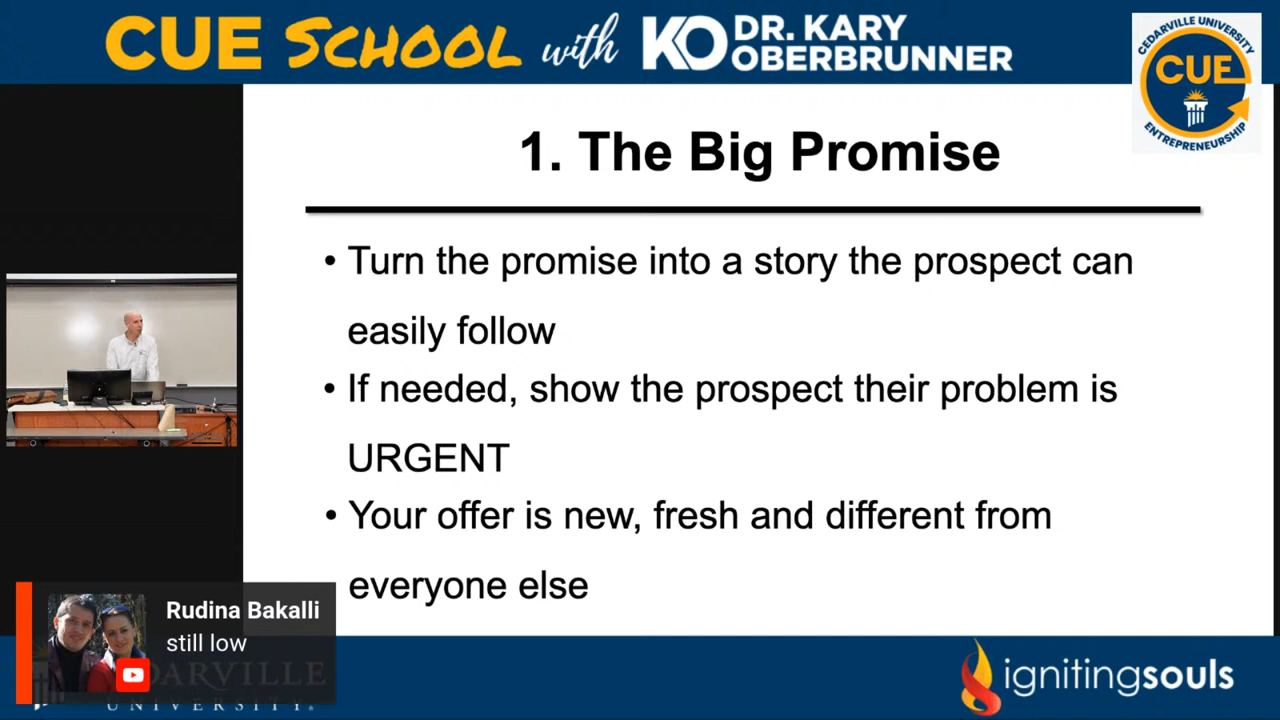 CUE SCHOOL with KO DR. KARY OBERBRUNNER
CEDARVILLE UNIVERSITY
CUE
ENTREPRENEURSHIP
1. The Big Promise
• Turn the promise into a story the prospect can
easily follow
• If needed, show the prospect their problem is
URGENT
• Your offer is new, fresh and different from
everyone else
Rudina Bakalli
still low
DARVILLE
UNIVERSITY®
ignitingsouls